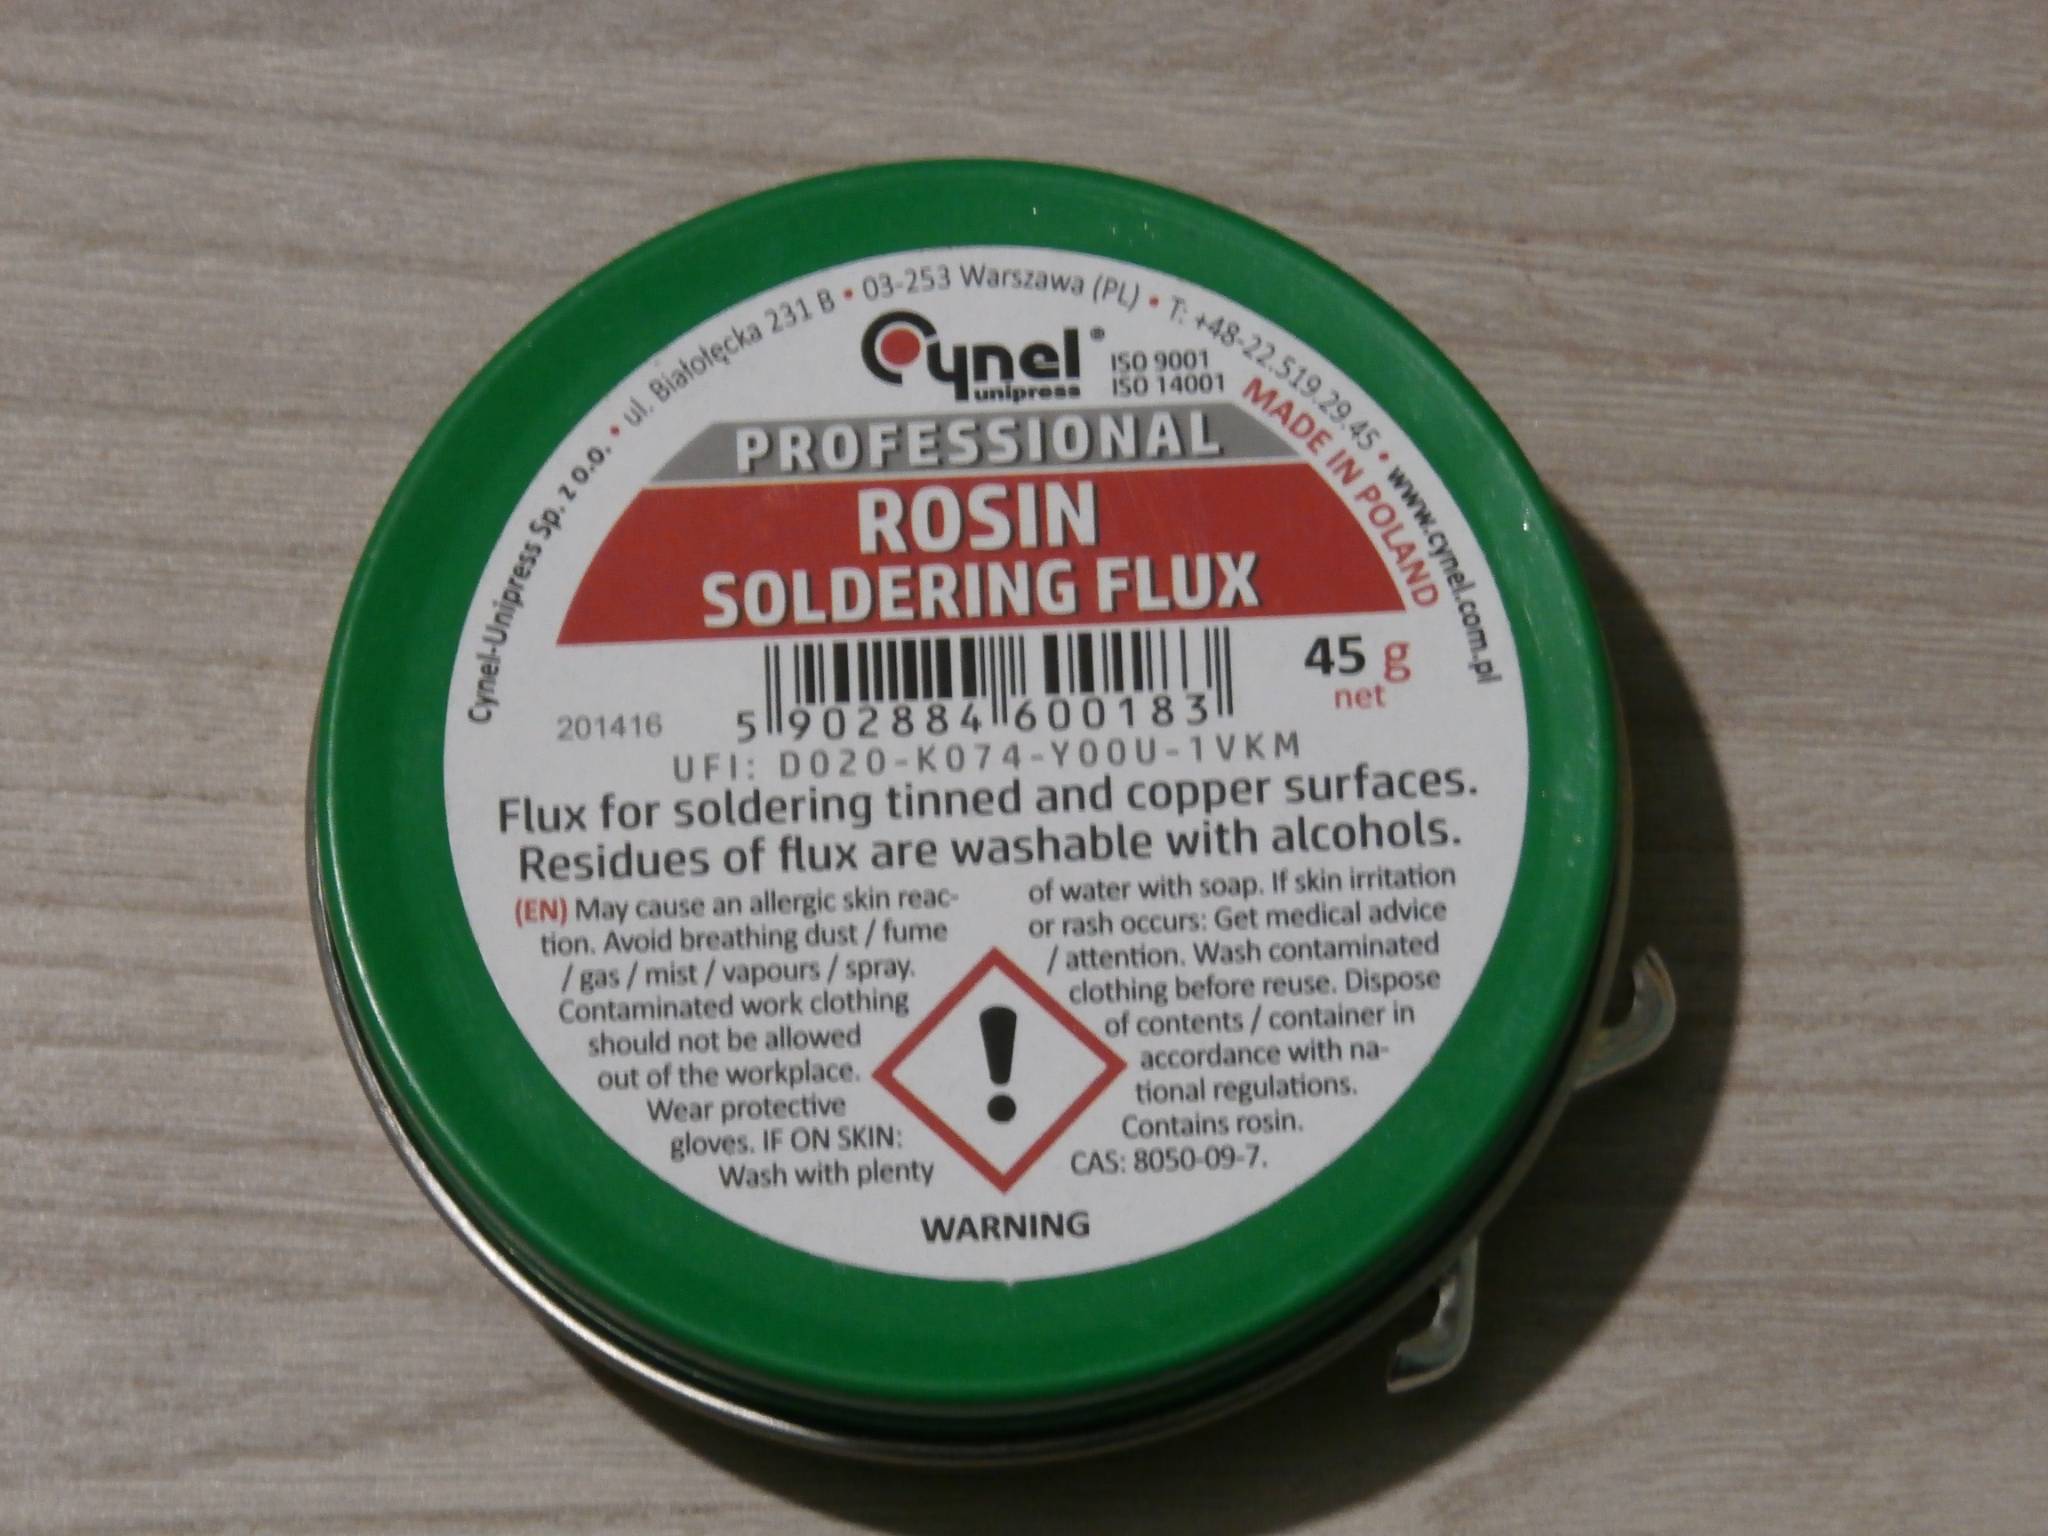 Cynel-Unipress Sp. z o.o. • ul. Białołęcka 231 B • 03-253 Warszawa (PL) • T: +48-22.519.29.45 • www.cynel.com.pl
Cynel®
unipress
ISO 9001
ISO 14001
MADE IN POLAND
PROFESSIONAL
ROSIN
SOLDERING FLUX
45 g
net
201416
5 902884 600183
UFI: D020-K074-Y00U-1VKM
Flux for soldering tinned and copper surfaces.
Residues of flux are washable with alcohols.
(EN) May cause an allergic skin reac-
tion. Avoid breathing dust / fume
/ gas / mist / vapours / spray.
Contaminated work clothing
should not be allowed
out of the workplace.
Wear protective
gloves. IF ON SKIN:
Wash with plenty
of water with soap. If skin irritation
or rash occurs: Get medical advice
/ attention. Wash contaminated
clothing before reuse. Dispose
of contents / container in
accordance with na-
tional regulations.
Contains rosin.
CAS: 8050-09-7.
WARNING